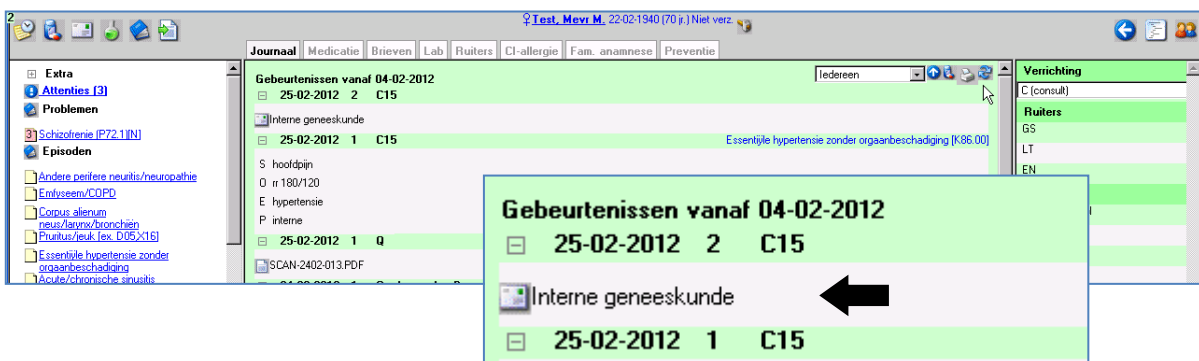 2
Test, Mevr M. 22-02-1940 (70 jr.) Niet verz.
Journaal Medicatie Brieven Lab Ruiters CI-allergie Fam. anamnese Preventie
Extra
Attenties (3)
Problemen
3 Schizofrenie (P72.1)[N]
Episoden
Andere perifere neuritis/neuropathie
Emfyseem/COPD
Corpus alienum
neus/larynx/bronchiën
Pruritus/jeuk [ex. D05,X16]
Essentiële hypertensie zonder
orgaanbeschadiging
Acute/chronische sinusitis
Gebeurtenissen vanaf 04-02-2012
Iedereen
25-02-2012 2 C15
Interne geneeskunde
25-02-2012 1 C15
Essentiële hypertensie zonder orgaanbeschadiging [K86.00]
S hoofdpijn
O rr 180/120
E hypertensie
P interne
25-02-2012 1 Q
SCAN-2402-013.PDF
Verrichting
C (consult)
Ruiters
GS
LT
EN
Gebeurtenissen vanaf 04-02-2012
25-02-2012 2 C15
Interne geneeskunde
25-02-2012 1 C15